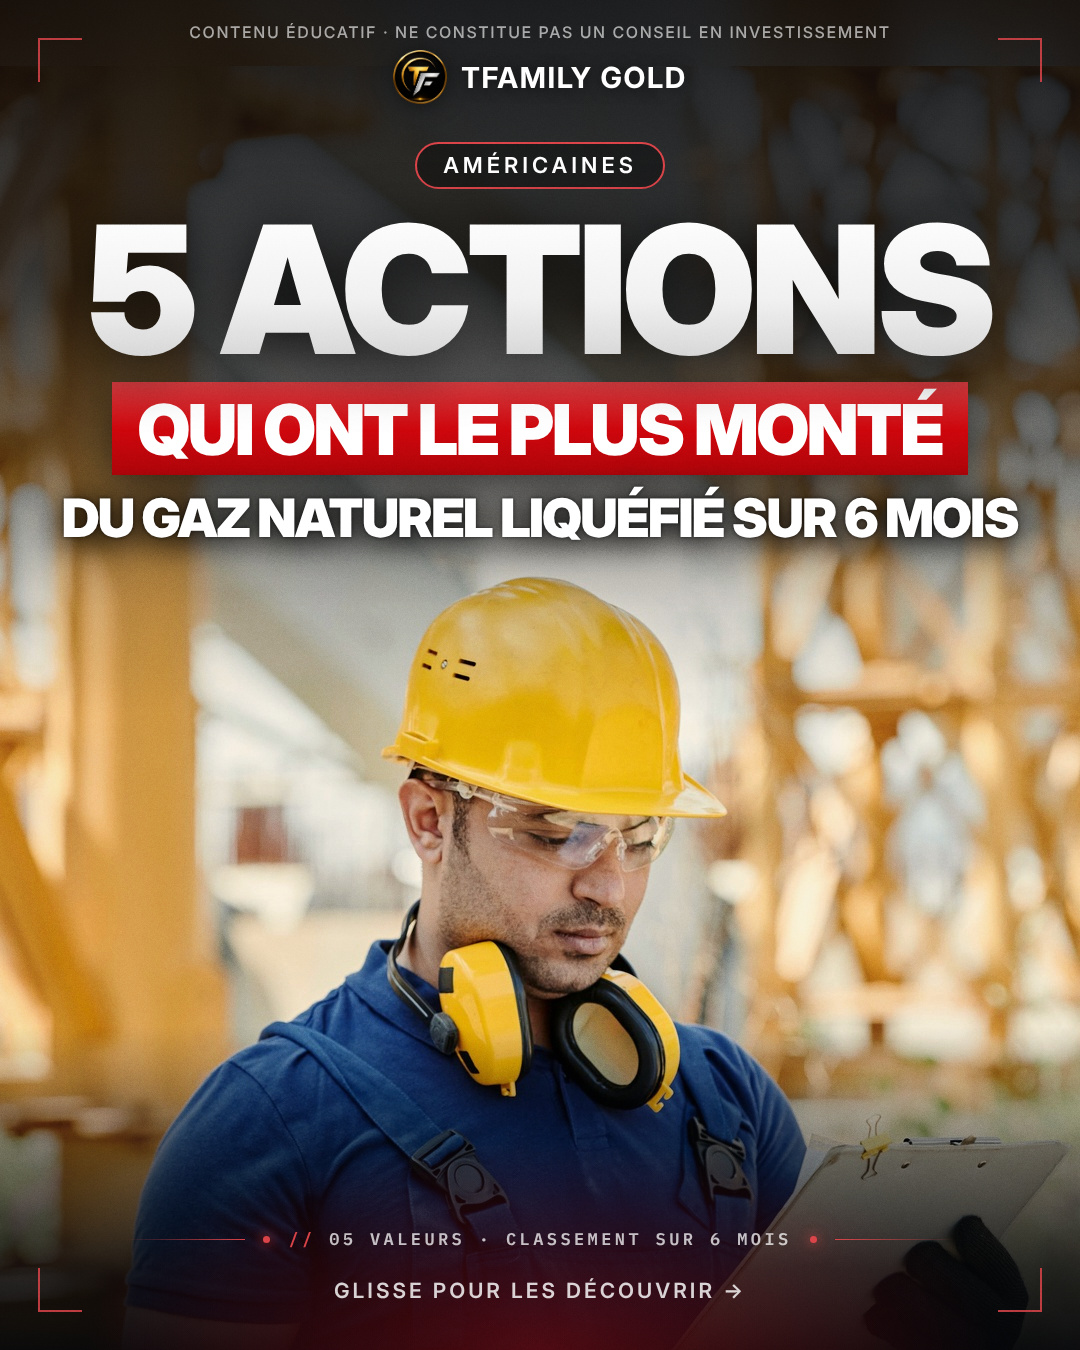 CONTENU ÉDUCATIF · NE CONSTITUE PAS UN CONSEIL EN INVESTISSEMENT
TF TFAMILY GOLD
AMÉRICAINES
5 ACTIONS
QUI ONT LE PLUS MONTÉ
DU GAZ NATUREL LIQUÉFIÉ SUR 6 MOIS
// 05 VALEURS · CLASSEMENT SUR 6 MOIS
GLISSE POUR LES DÉCOUVRIR →